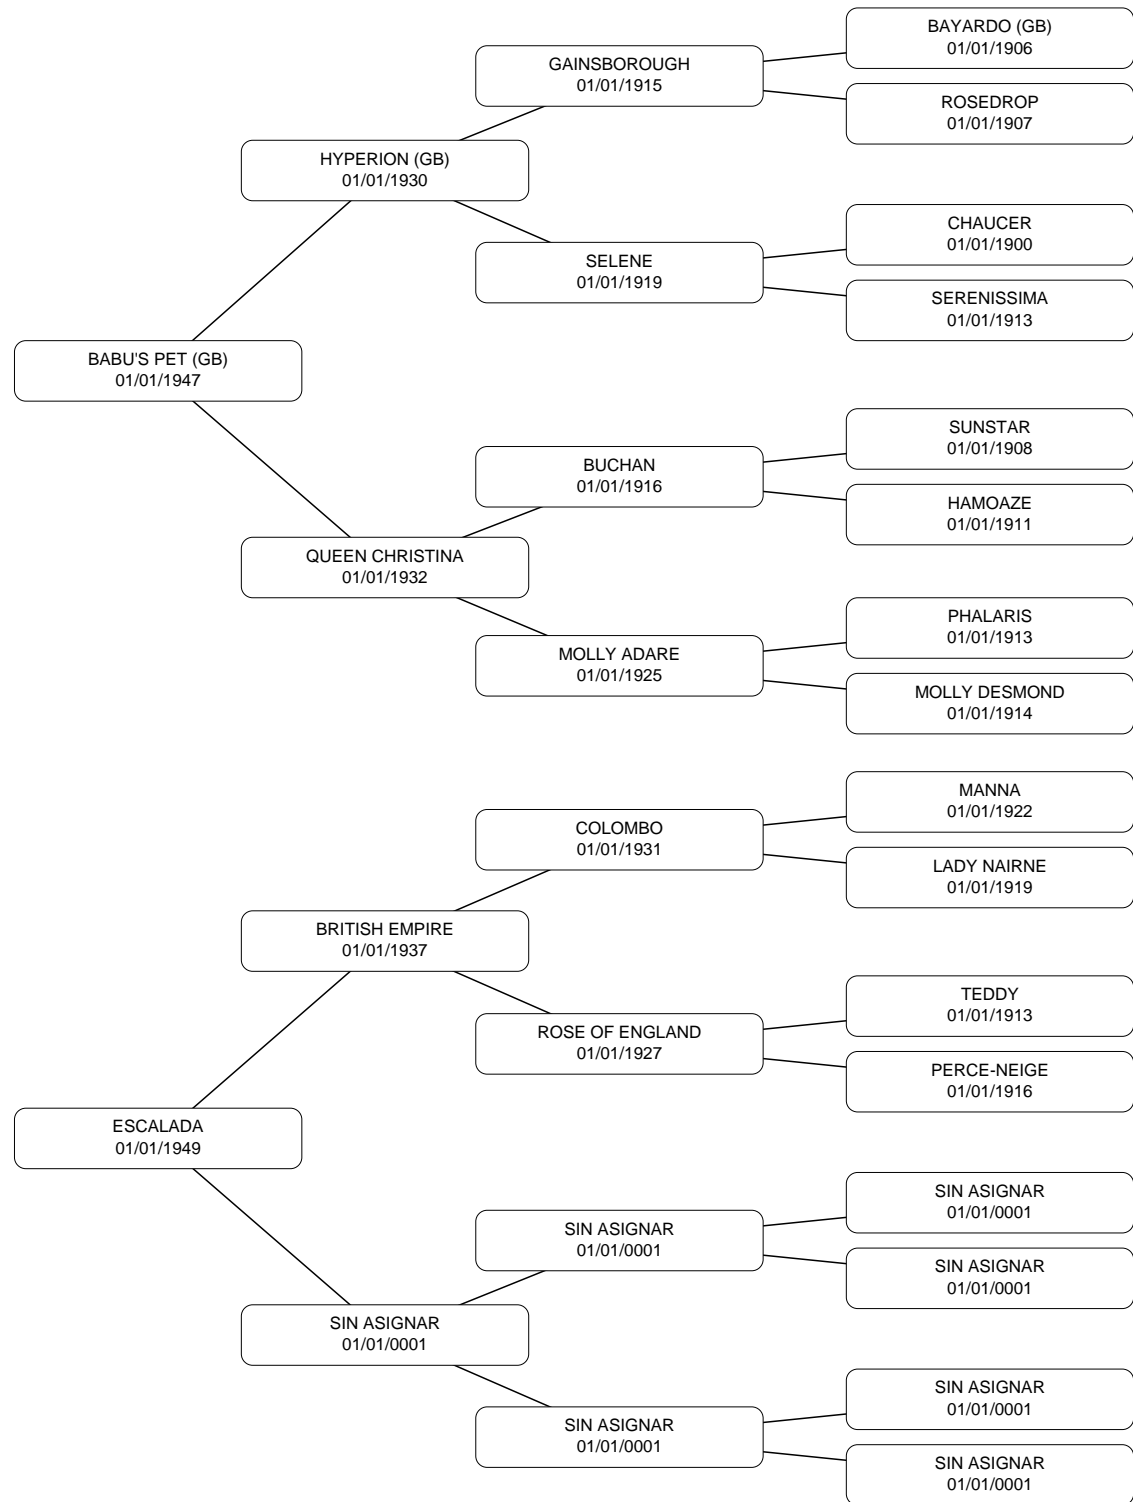 BAYARDO (GB)
01/01/1906
GAINSBOROUGH
01/01/1915
ROSEDROP
01/01/1907
HYPERION (GB)
01/01/1930
CHAUCER
01/01/1900
SELENE
01/01/1919
SERENISSIMA
01/01/1913
BABU'S PET (GB)
01/01/1947
SUNSTAR
01/01/1908
BUCHAN
01/01/1916
HAMOAZE
01/01/1911
QUEEN CHRISTINA
01/01/1932
PHALARIS
01/01/1913
MOLLY ADARE
01/01/1925
MOLLY DESMOND
01/01/1914
MANNA
01/01/1922
COLOMBO
01/01/1931
LADY NAIRNE
01/01/1919
BRITISH EMPIRE
01/01/1937
TEDDY
01/01/1913
ROSE OF ENGLAND
01/01/1927
PERCE-NEIGE
01/01/1916
ESCALADA
01/01/1949
SIN ASIGNAR
01/01/0001
SIN ASIGNAR
01/01/0001
SIN ASIGNAR
01/01/0001
SIN ASIGNAR
01/01/0001
SIN ASIGNAR
01/01/0001
SIN ASIGNAR
01/01/0001
SIN ASIGNAR
01/01/0001